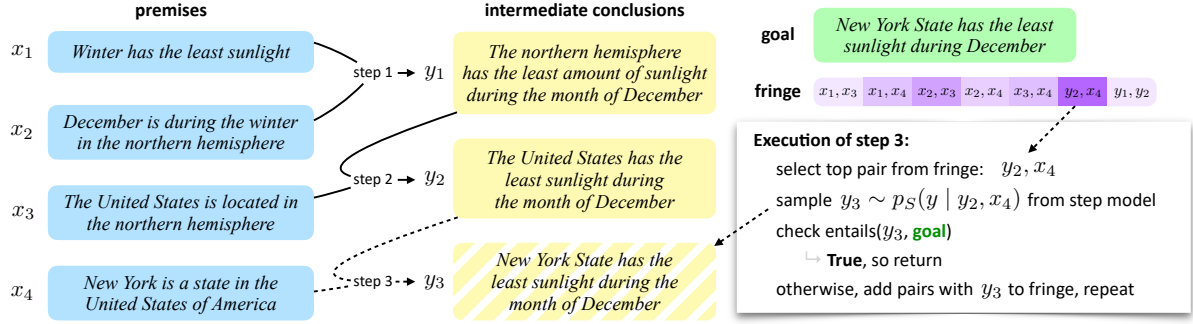 premises
x1 Winter has the least sunlight
x2 December is during the winter
in the northern hemisphere
x3 The United States is located in
the northern hemisphere
x4 New York is a state in the
United States of America
step 1
step 2
step 3
intermediate conclusions
y1 The northern hemisphere
has the least amount of sunlight
during the month of December
y2 The United States has the
least sunlight during
the month of December
y3 New York State has the
least sunlight during the
month of December
goal New York State has the least
sunlight during December
fringe x1, x3 x1, x4 x2, x3 x2, x4 x3, x4 y2, x4 y1, y2
Execution of step 3:
select top pair from fringe: y2, x4
sample y3 ∼ pS(y | y2, x4) from step model
check entails(y3, goal)
↳ True, so return
otherwise, add pairs with y3 to fringe, repeat